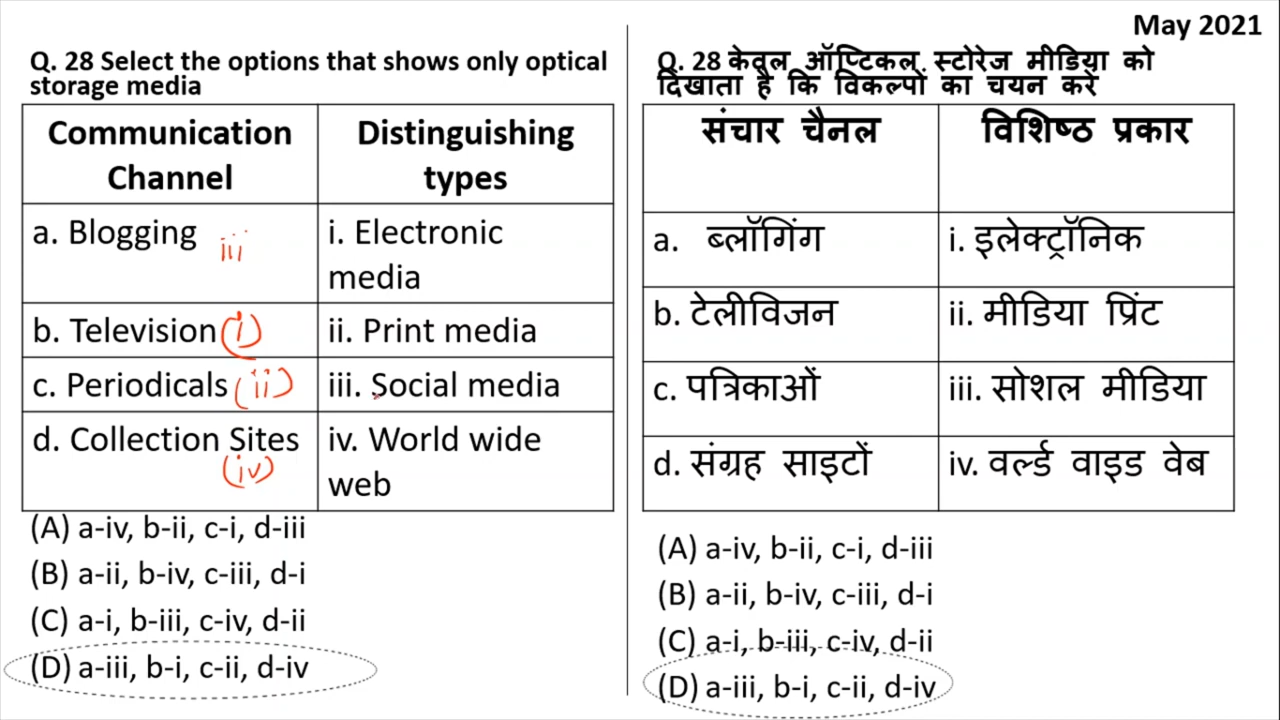 May 2021
Q. 28 Select the options that shows only optical
storage media
Communication
Channel
Distinguishing
types
a. Blogging
iii
i. Electronic
media
b. Television
(i)
ii. Print media
c. Periodicals
(ii)
iii. Social media
d. Collection Sites
(iv)
iv. World wide
web
(A) a-iv, b-ii, c-i, d-iii
(B) a-ii, b-iv, c-iii, d-i
(C) a-i, b-iii, c-iv, d-ii
(D) a-iii, b-i, c-ii, d-iv
Q. 28 केवल ऑप्टिकल स्टोरेज मीडिया को
दिखाता है कि विकल्पों का चयन करें
संचार चैनल
विशिष्ठ प्रकार
a. ब्लॉगिंग
i. इलेक्ट्रॉनिक
b. टेलीविजन
ii. मीडिया प्रिंट
c. पत्रिकाओं
iii. सोशल मीडिया
d. संग्रह साइटों
iv. वर्ल्ड वाइड वेब
(A) a-iv, b-ii, c-i, d-iii
(B) a-ii, b-iv, c-iii, d-i
(C) a-i, b-iii, c-iv, d-ii
(D) a-iii, b-i, c-ii, d-iv